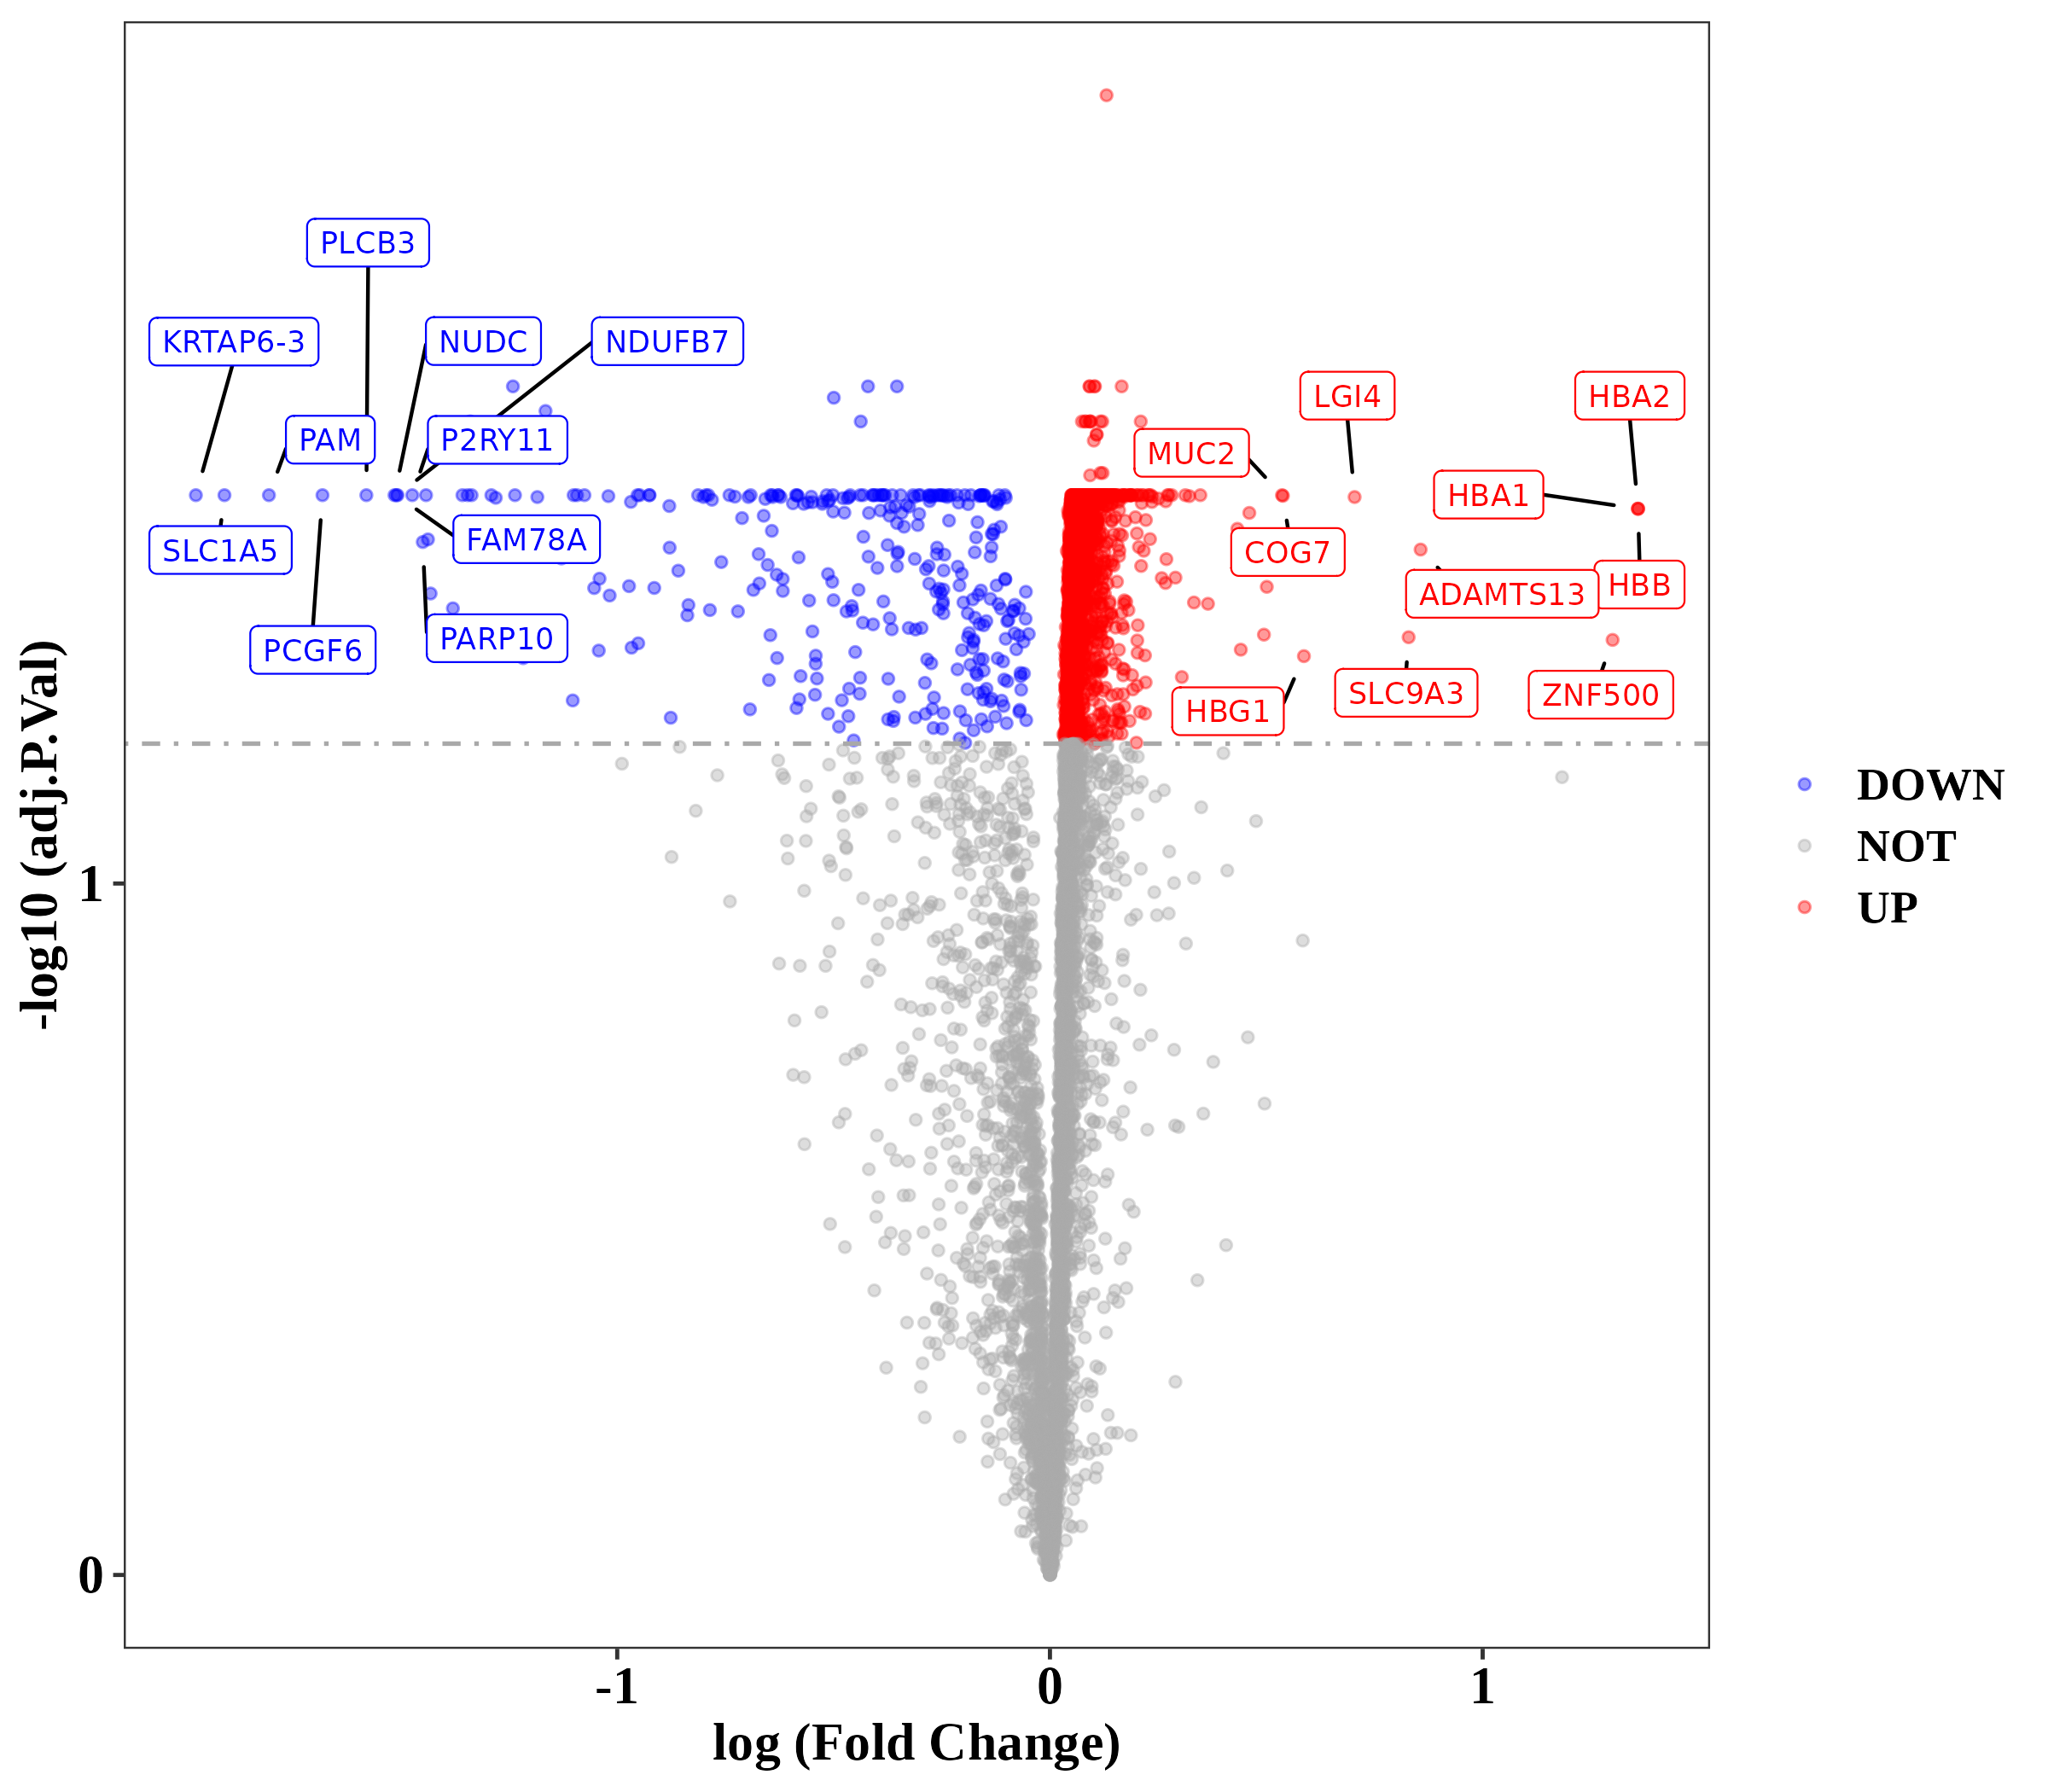 PLCB3
KRTAP6-3
NUDC
NDUFB7
PAM
P2RY11
SLC1A5
FAM78A
PCGF6
PARP10
LGI4
HBA2
MUC2
HBA1
COG7
ADAMTS13
HBB
HBG1
SLC9A3
ZNF500
-log10 (adj.P.Val)
1
0
-1
0
1
log (Fold Change)
DOWN
NOT
UP